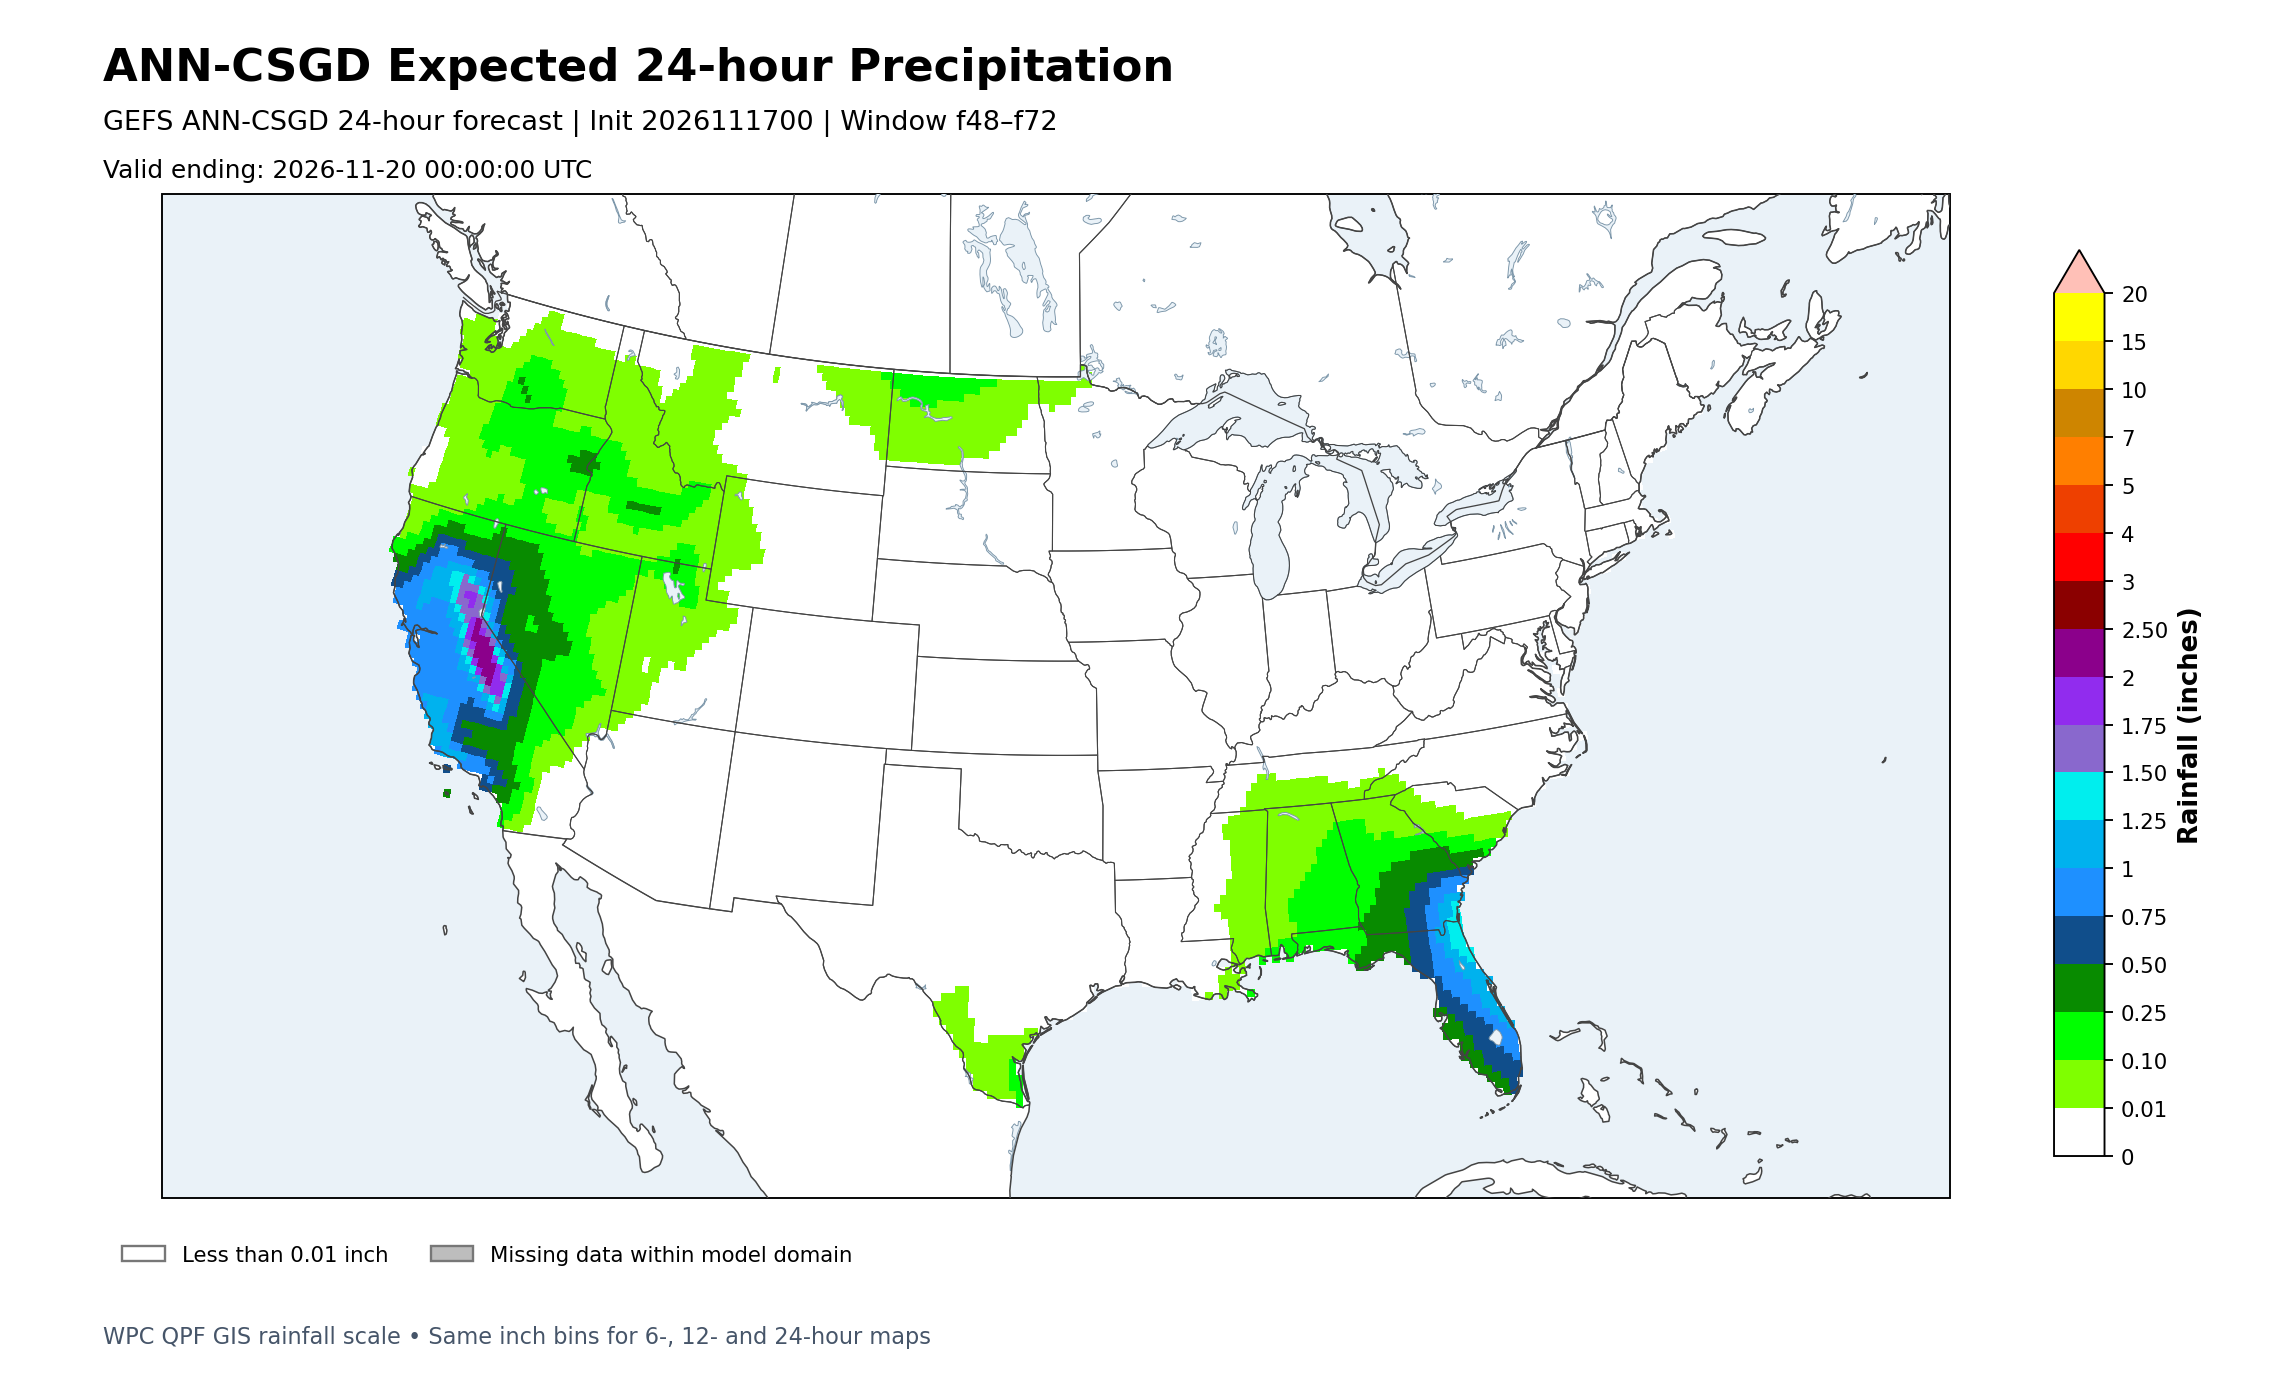 ANN-CSGD Expected 24-hour Precipitation
GEFS ANN-CSGD 24-hour forecast | Init 2026111700 | Window f48–f72
Valid ending: 2026-11-20 00:00:00 UTC
20
15
10
7
5
4
3
2.50
2
1.75
1.50
1.25
1
0.75
0.50
0.25
0.10
0.01
0
Rainfall (inches)
Less than 0.01 inch
Missing data within model domain
WPC QPF GIS rainfall scale • Same inch bins for 6-, 12- and 24-hour maps